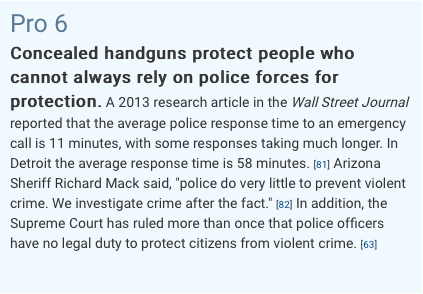 Pro 6
Concealed handguns protect people who
cannot always rely on police forces for
protection. A 2013 research article in the Wall Street Journal
reported that the average police response time to an emergency
call is 11 minutes, with some responses taking much longer. In
Detroit the average response time is 58 minutes. [81] Arizona
Sheriff Richard Mack said, "police do very little to prevent violent
crime. We investigate crime after the fact." [82] In addition, the
Supreme Court has ruled more than once that police officers
have no legal duty to protect citizens from violent crime. [63]